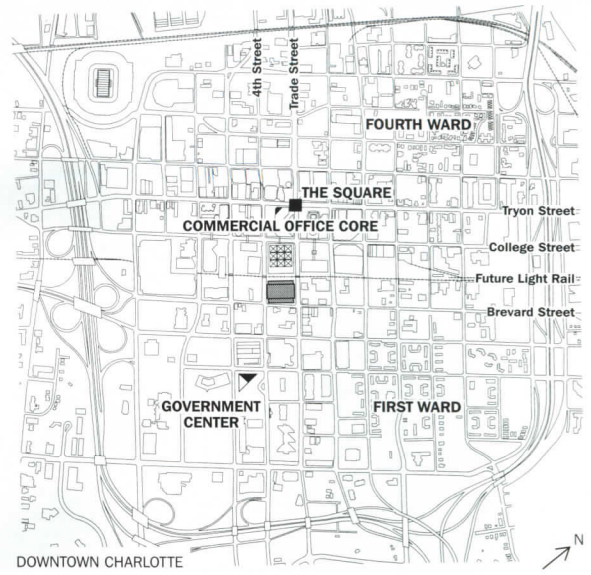 4th Street
Trade Street
FOURTH WARD
THE SQUARE
Tryon Street
COMMERCIAL OFFICE CORE
College Street
Future Light Rail
Brevard Street
GOVERNMENT
CENTER
FIRST WARD
N
DOWNTOWN CHARLOTTE